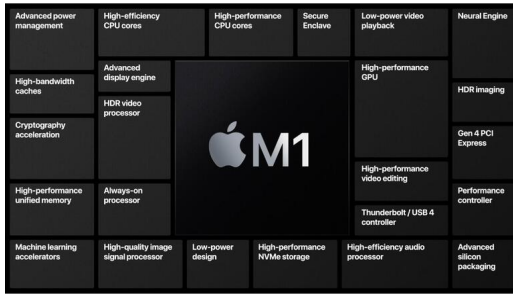 Advanced power
management
High-efficiency
CPU cores
High-performance
CPU cores
Secure
Enclave
Low-power video
playback
Neural Engine
High-bandwidth
caches
Advanced
display engine
High-performance
GPU
HDR imaging
HDR video
processor
Cryptography
acceleration
M1
Gen 4 PCI
Express
High-performance
video editing
High-performance
unified memory
Always-on
processor
Performance
controller
Thunderbolt / USB 4
controller
Machine learning
accelerators
High-quality image
signal processor
Low-power
design
High-performance
NVMe storage
High-efficiency audio
processor
Advanced
silicon
packaging